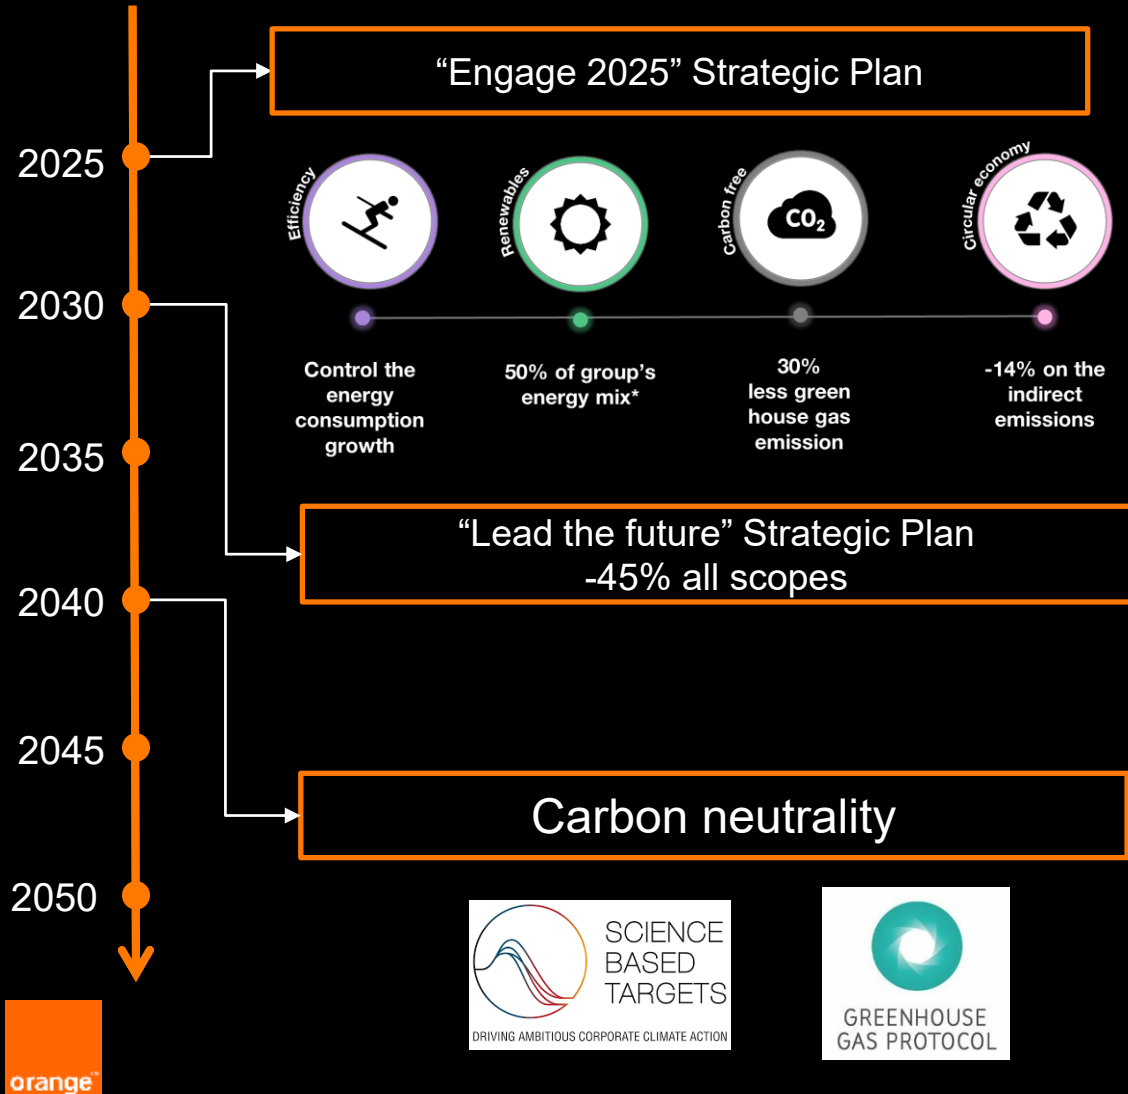 “Engage 2025” Strategic Plan
2025
Efficiency
Renewables
Carbon free
CO₂
Circular economy
2030
Control the
energy
consumption
growth
50% of group's
energy mix*
30%
less green
house gas
emission
-14% on the
indirect
emissions
2035
“Lead the future” Strategic Plan
-45% all scopes
2040
2045
Carbon neutrality
2050
SCIENCE
BASED
TARGETS
DRIVING AMBITIOUS CORPORATE CLIMATE ACTION
GREENHOUSE
GAS PROTOCOL
orange™